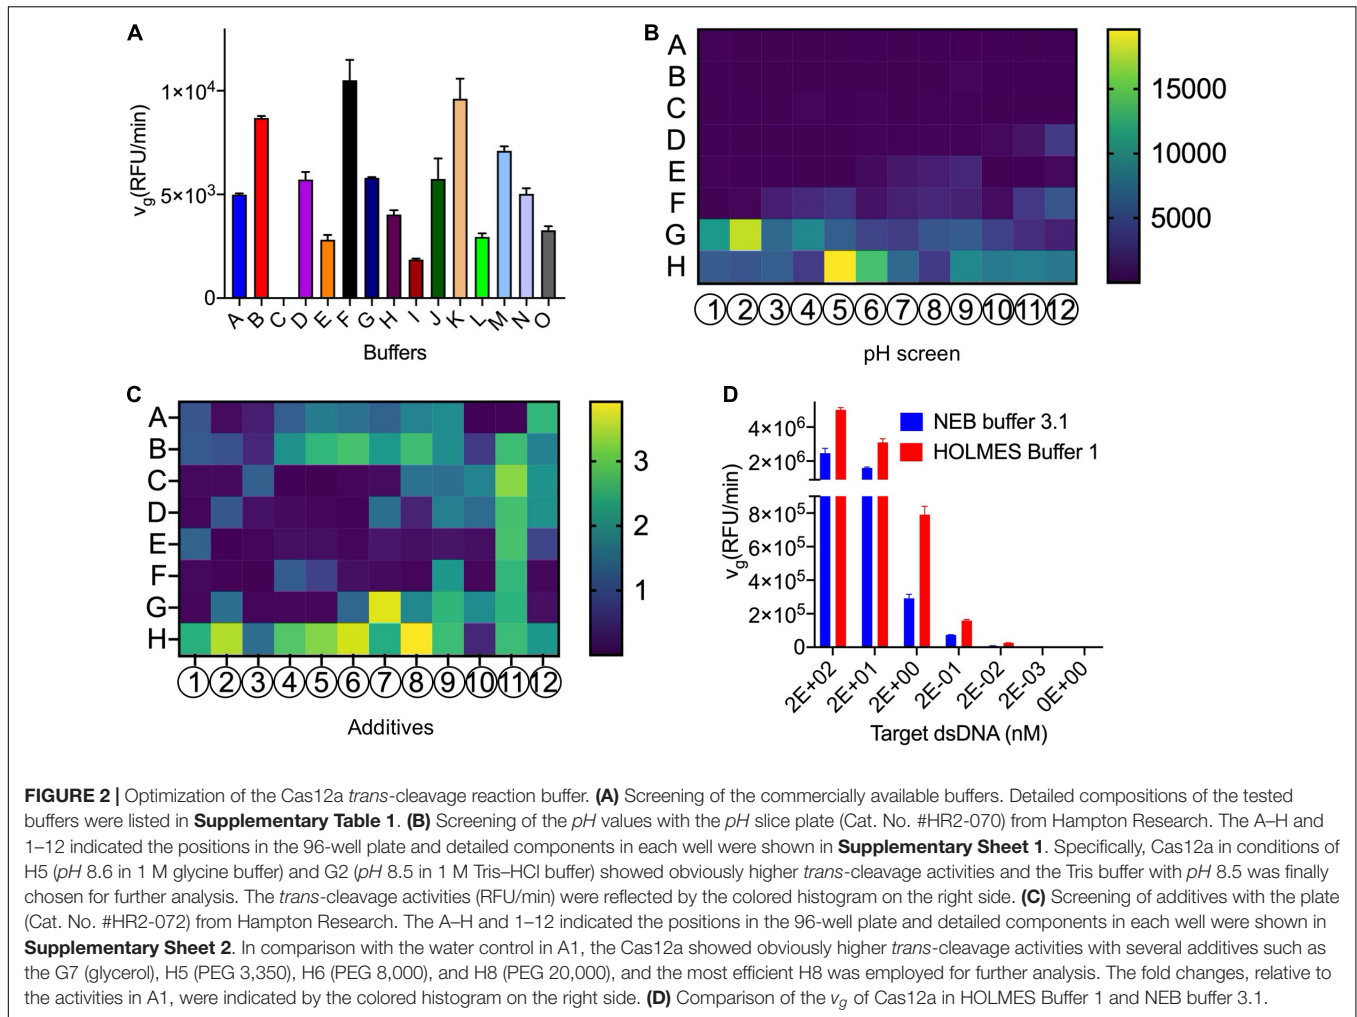 A
1×10⁴
5×10³
0
vg(RFU/min)
A B C D E F G H I J K L M N O
Buffers
B
A
B
C
D
E
F
G
H
① ② ③ ④ ⑤ ⑥ ⑦ ⑧ ⑨ ⑩ ⑪ ⑫
pH screen
15000
10000
5000
C
A
B
C
D
E
F
G
H
① ② ③ ④ ⑤ ⑥ ⑦ ⑧ ⑨ ⑩ ⑪ ⑫
Additives
3
2
1
D
4×10⁶
2×10⁶
8×10⁵
6×10⁵
4×10⁵
2×10⁵
0
vg(RFU/min)
NEB buffer 3.1
HOLMES Buffer 1
2E+02 2E+01 2E+00 2E-01 2E-02 2E-03 0E+00
Target dsDNA (nM)
FIGURE 2 | Optimization of the Cas12a trans-cleavage reaction buffer. (A) Screening of the commercially available buffers. Detailed compositions of the tested
buffers were listed in Supplementary Table 1. (B) Screening of the pH values with the pH slice plate (Cat. No. #HR2-070) from Hampton Research. The A–H and
1–12 indicated the positions in the 96-well plate and detailed components in each well were shown in Supplementary Sheet 1. Specifically, Cas12a in conditions of
H5 (pH 8.6 in 1 M glycine buffer) and G2 (pH 8.5 in 1 M Tris–HCl buffer) showed obviously higher trans-cleavage activities and the Tris buffer with pH 8.5 was finally
chosen for further analysis. The trans-cleavage activities (RFU/min) were reflected by the colored histogram on the right side. (C) Screening of additives with the plate
(Cat. No. #HR2-072) from Hampton Research. The A–H and 1–12 indicated the positions in the 96-well plate and detailed components in each well were shown in
Supplementary Sheet 2. In comparison with the water control in A1, the Cas12a showed obviously higher trans-cleavage activities with several additives such as
the G7 (glycerol), H5 (PEG 3,350), H6 (PEG 8,000), and H8 (PEG 20,000), and the most efficient H8 was employed for further analysis. The fold changes, relative to
the activities in A1, were indicated by the colored histogram on the right side. (D) Comparison of the vg of Cas12a in HOLMES Buffer 1 and NEB buffer 3.1.